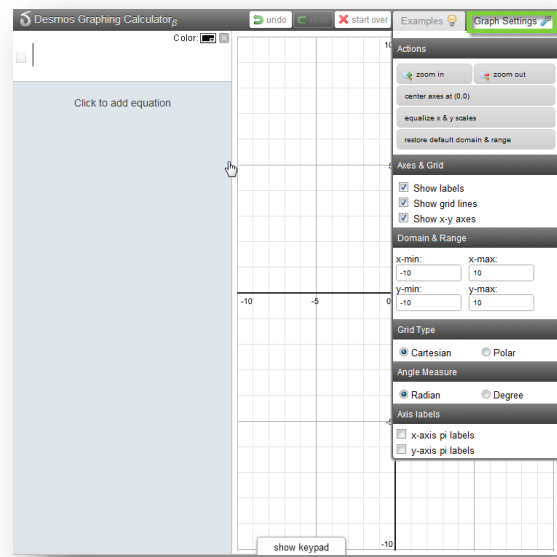 Desmos Graphing Calculatorβ
undo
redo
start over
Examples
Graph Settings
Color:
Click to add equation
10
5
-10
-5
0
-5
-10
show keypad
Actions
zoom in
zoom out
center axes at (0,0)
equalize x & y scales
restore default domain & range
Axes & Grid
Show labels
Show grid lines
Show x-y axes
Domain & Range
x-min:
x-max:
-10
10
y-min:
y-max:
-10
10
Grid Type
Cartesian
Polar
Angle Measure
Radian
Degree
Axis labels
x-axis pi labels
y-axis pi labels